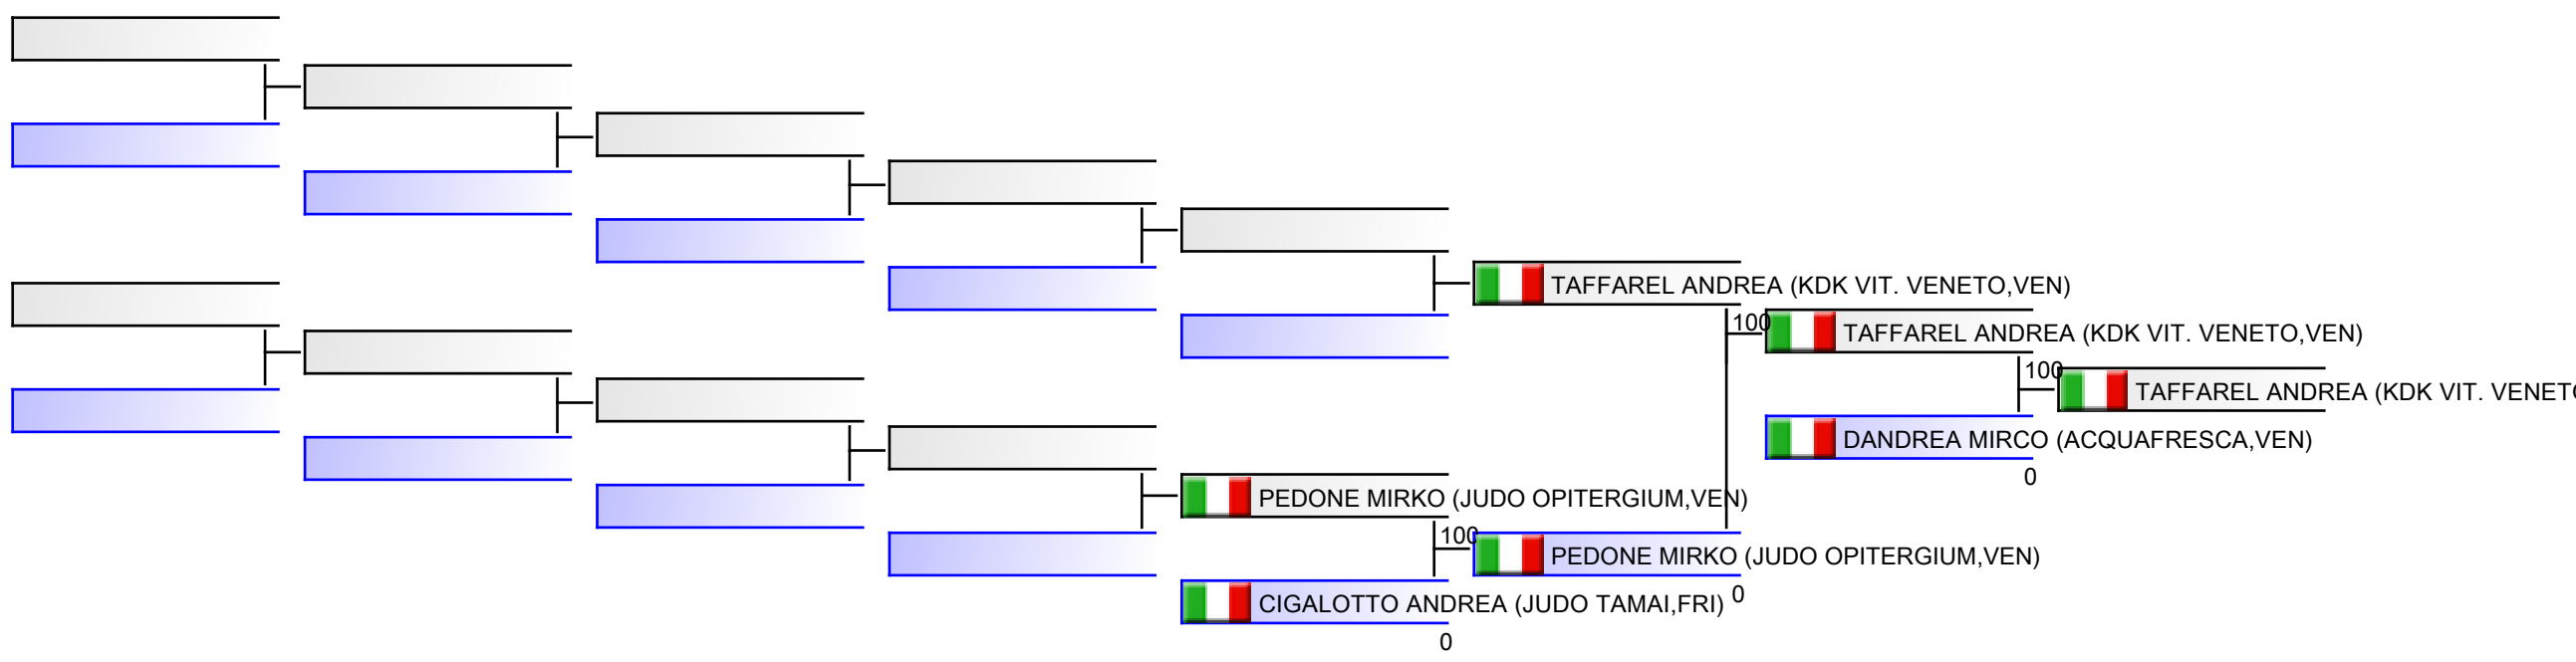 TAFFAREL ANDREA (KDK VIT. VENETO,VEN)
100
TAFFAREL ANDREA (KDK VIT. VENETO,VEN)
100
TAFFAREL ANDREA (KDK VIT. VENETO
DANDREA MIRCO (ACQUAFRESCA,VEN)
0
PEDONE MIRKO (JUDO OPITERGIUM,VEN)
100
PEDONE MIRKO (JUDO OPITERGIUM,VEN)
0
CIGALOTTO ANDREA (JUDO TAMAI,FRI)
0